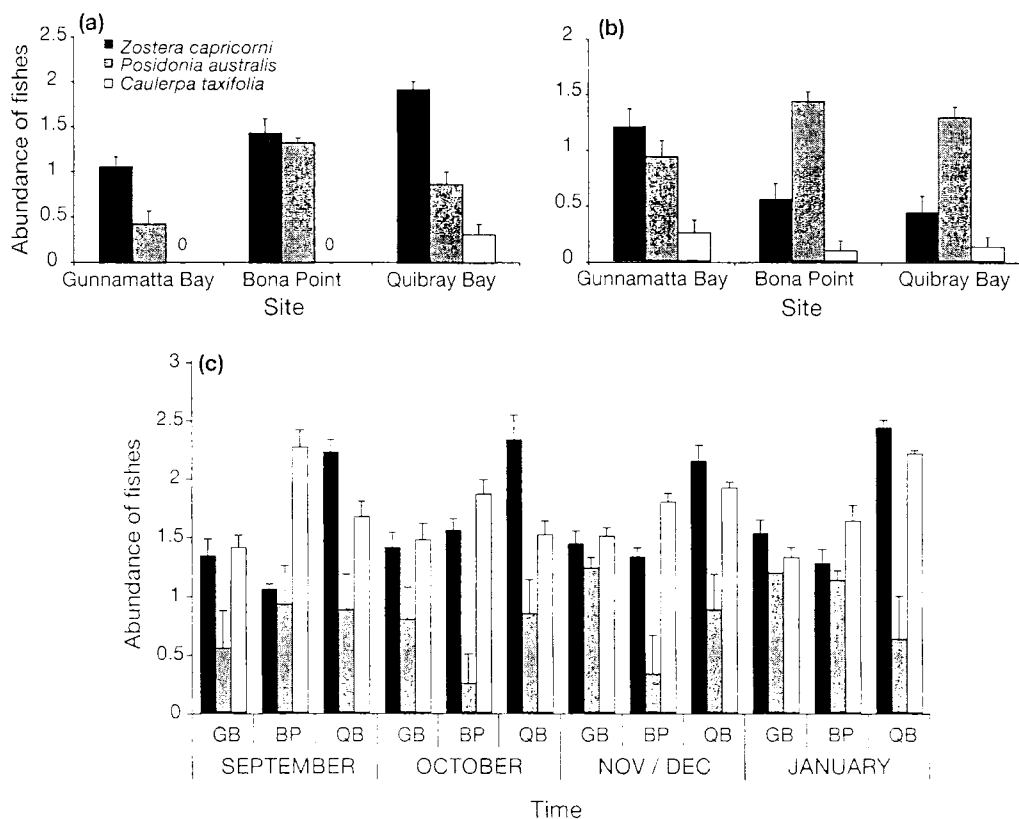 (a)
Zostera capricorni
Posidonia australis
Caulerpa taxifolia
Abundance of fishes
2
1.5
1
0.5
0
0
0
Gunnamatta Bay
Bona Point
Quibray Bay
Site
(b)
2
1.5
1
0.5
0
Gunnamatta Bay
Bona Point
Quibray Bay
Site
(c)
Abundance of fishes
3
2.5
2
1.5
1
0.5
0
GB BP QB GB BP QB GB BP QB GB BP QB
SEPTEMBER OCTOBER NOV / DEC JANUARY
Time